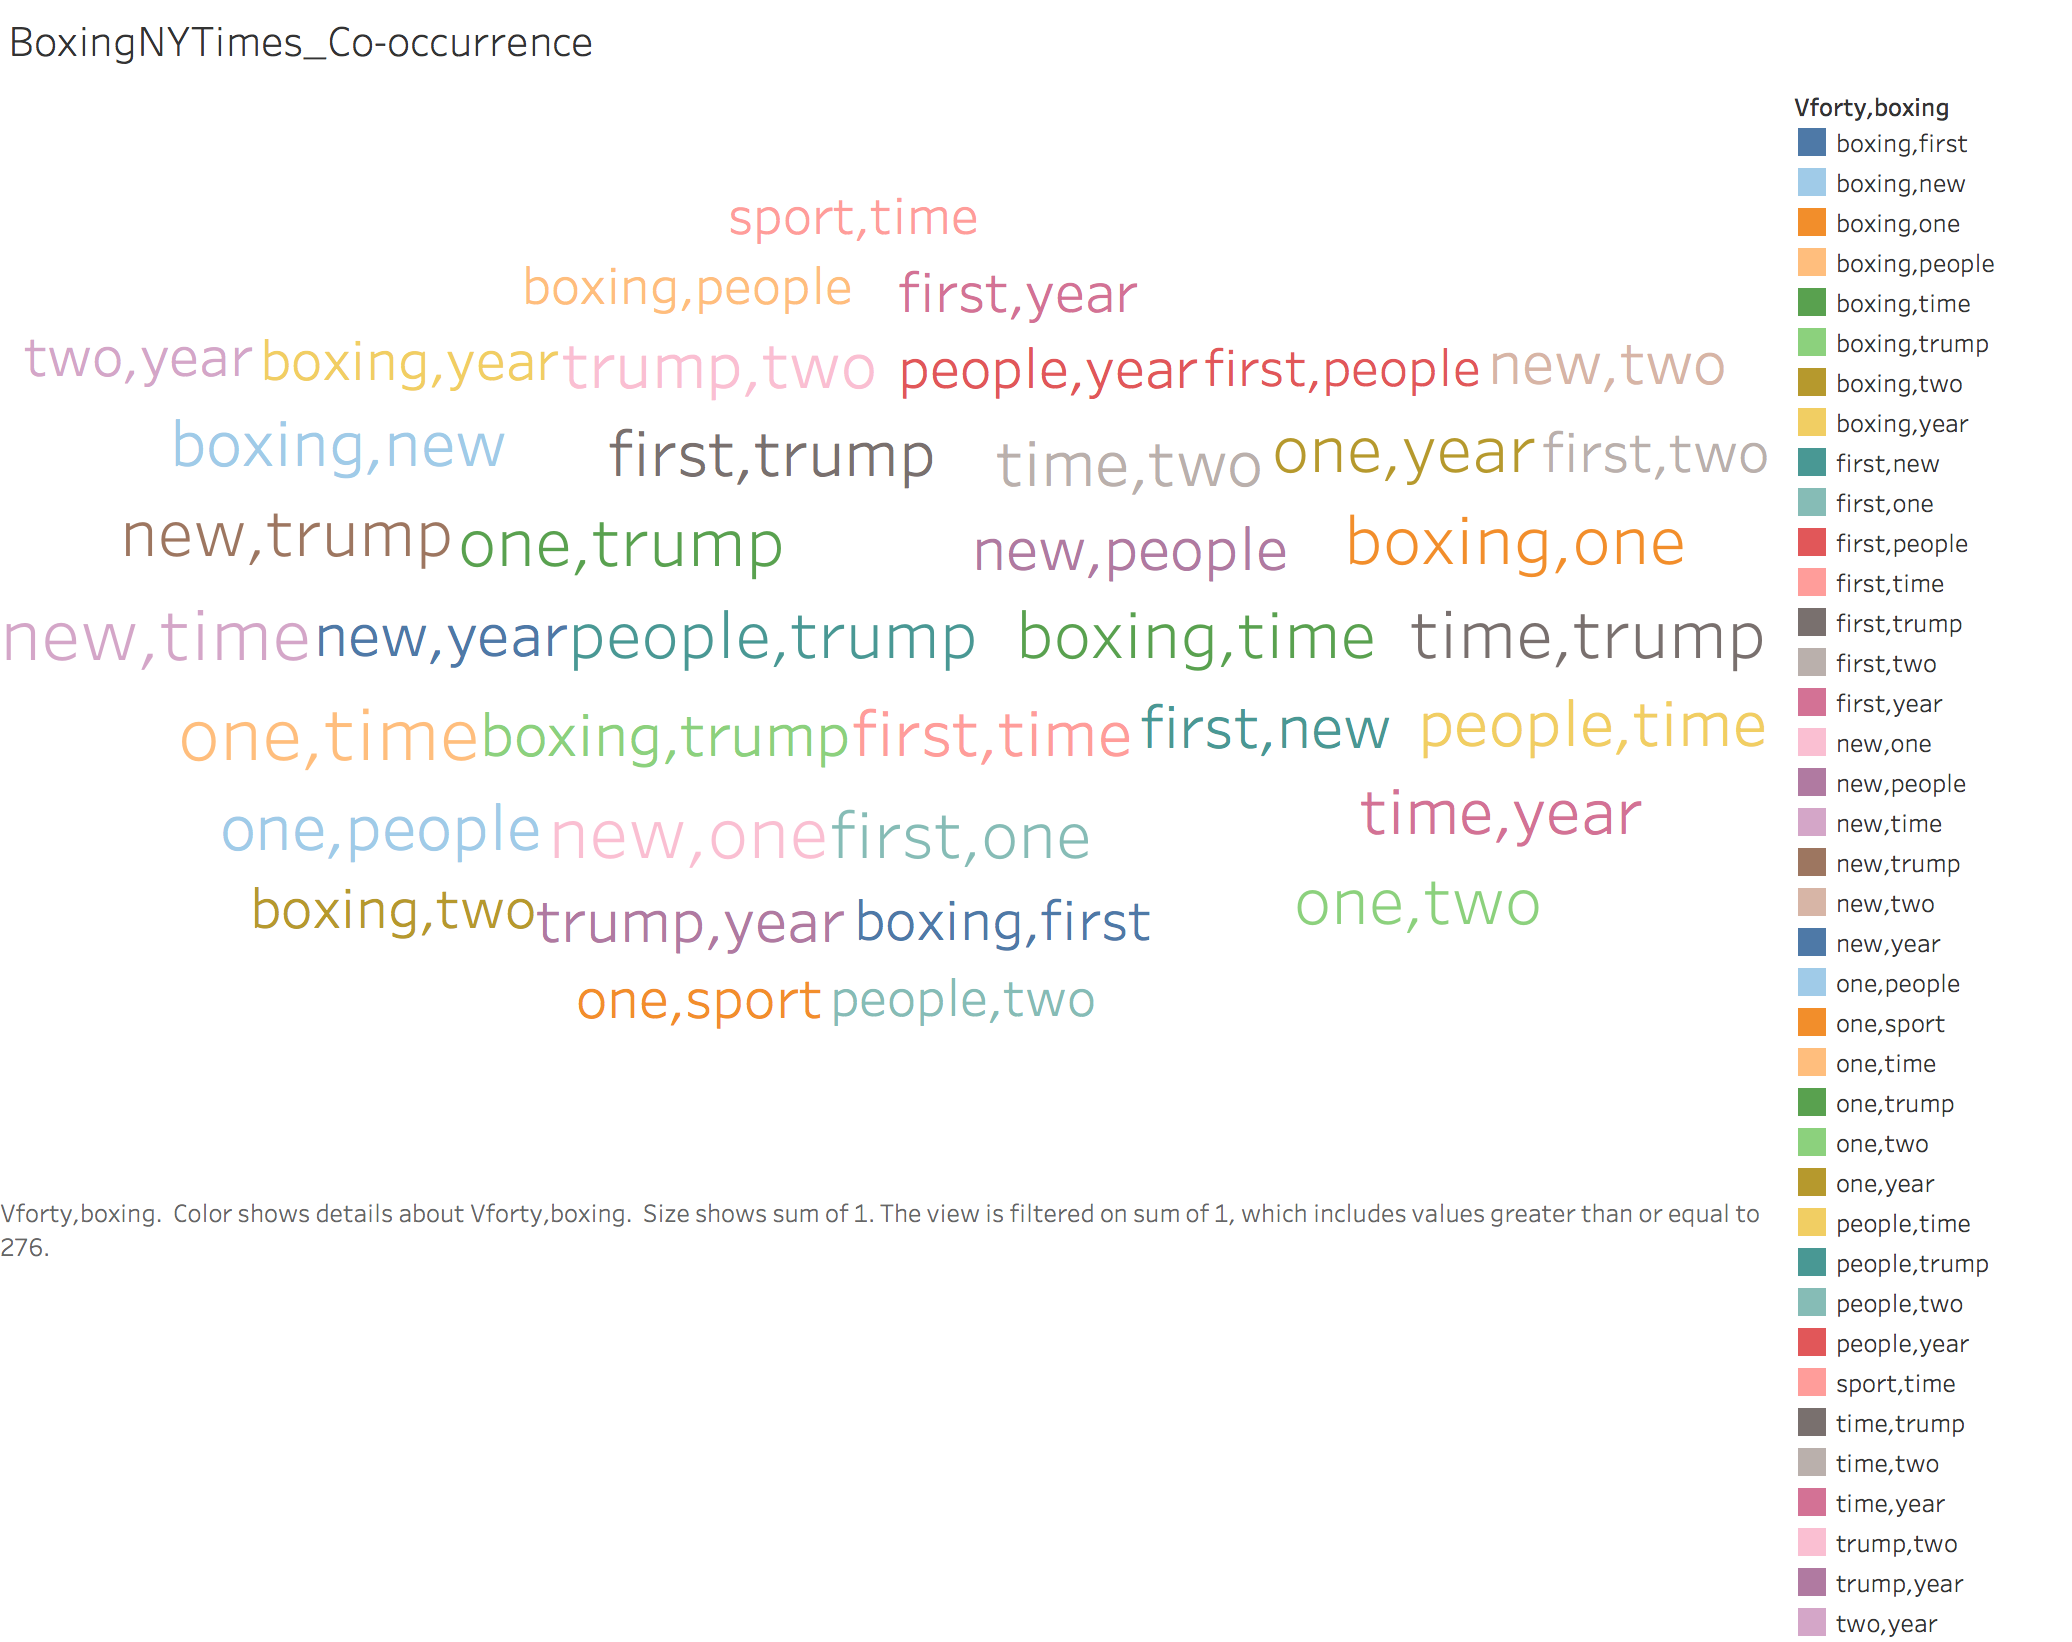 BoxingNYTimes_Co-occurrence
sport,time
boxing,people first,year
two,year boxing,year trump,two people,year first,people new,two
boxing,new first,trump time,two one,year first,two
new,trump one,trump new,people boxing,one
new,time new,year people,trump boxing,time time,trump
one,time boxing,trump first,time first,new people,time
one,people new,one first,one time,year
boxing,two trump,year boxing,first one,two
one,sport people,two
Vforty,boxing. Color shows details about Vforty,boxing. Size shows sum of 1. The view is filtered on sum of 1, which includes values greater than or equal to
276.
Vforty,boxing
boxing,first
boxing,new
boxing,one
boxing,people
boxing,time
boxing,trump
boxing,two
boxing,year
first,new
first,one
first,people
first,time
first,trump
first,two
first,year
new,one
new,people
new,time
new,trump
new,two
new,year
one,people
one,sport
one,time
one,trump
one,two
one,year
people,time
people,trump
people,two
people,year
sport,time
time,trump
time,two
time,year
trump,two
trump,year
two,year